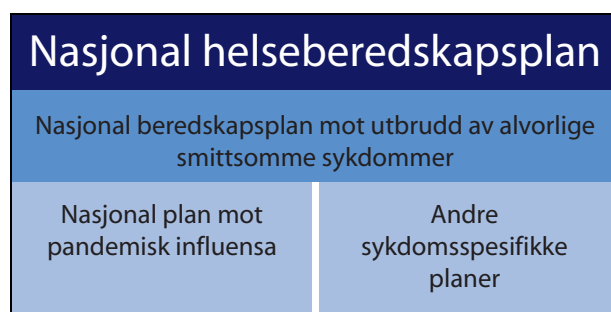 Nasjonal helseberedskapsplan
Nasjonal beredskapsplan mot utbrudd av alvorlige
smittsomme sykdommer
Nasjonal plan mot
pandemisk influensa
Andre
sykdomsspesifikke
planer